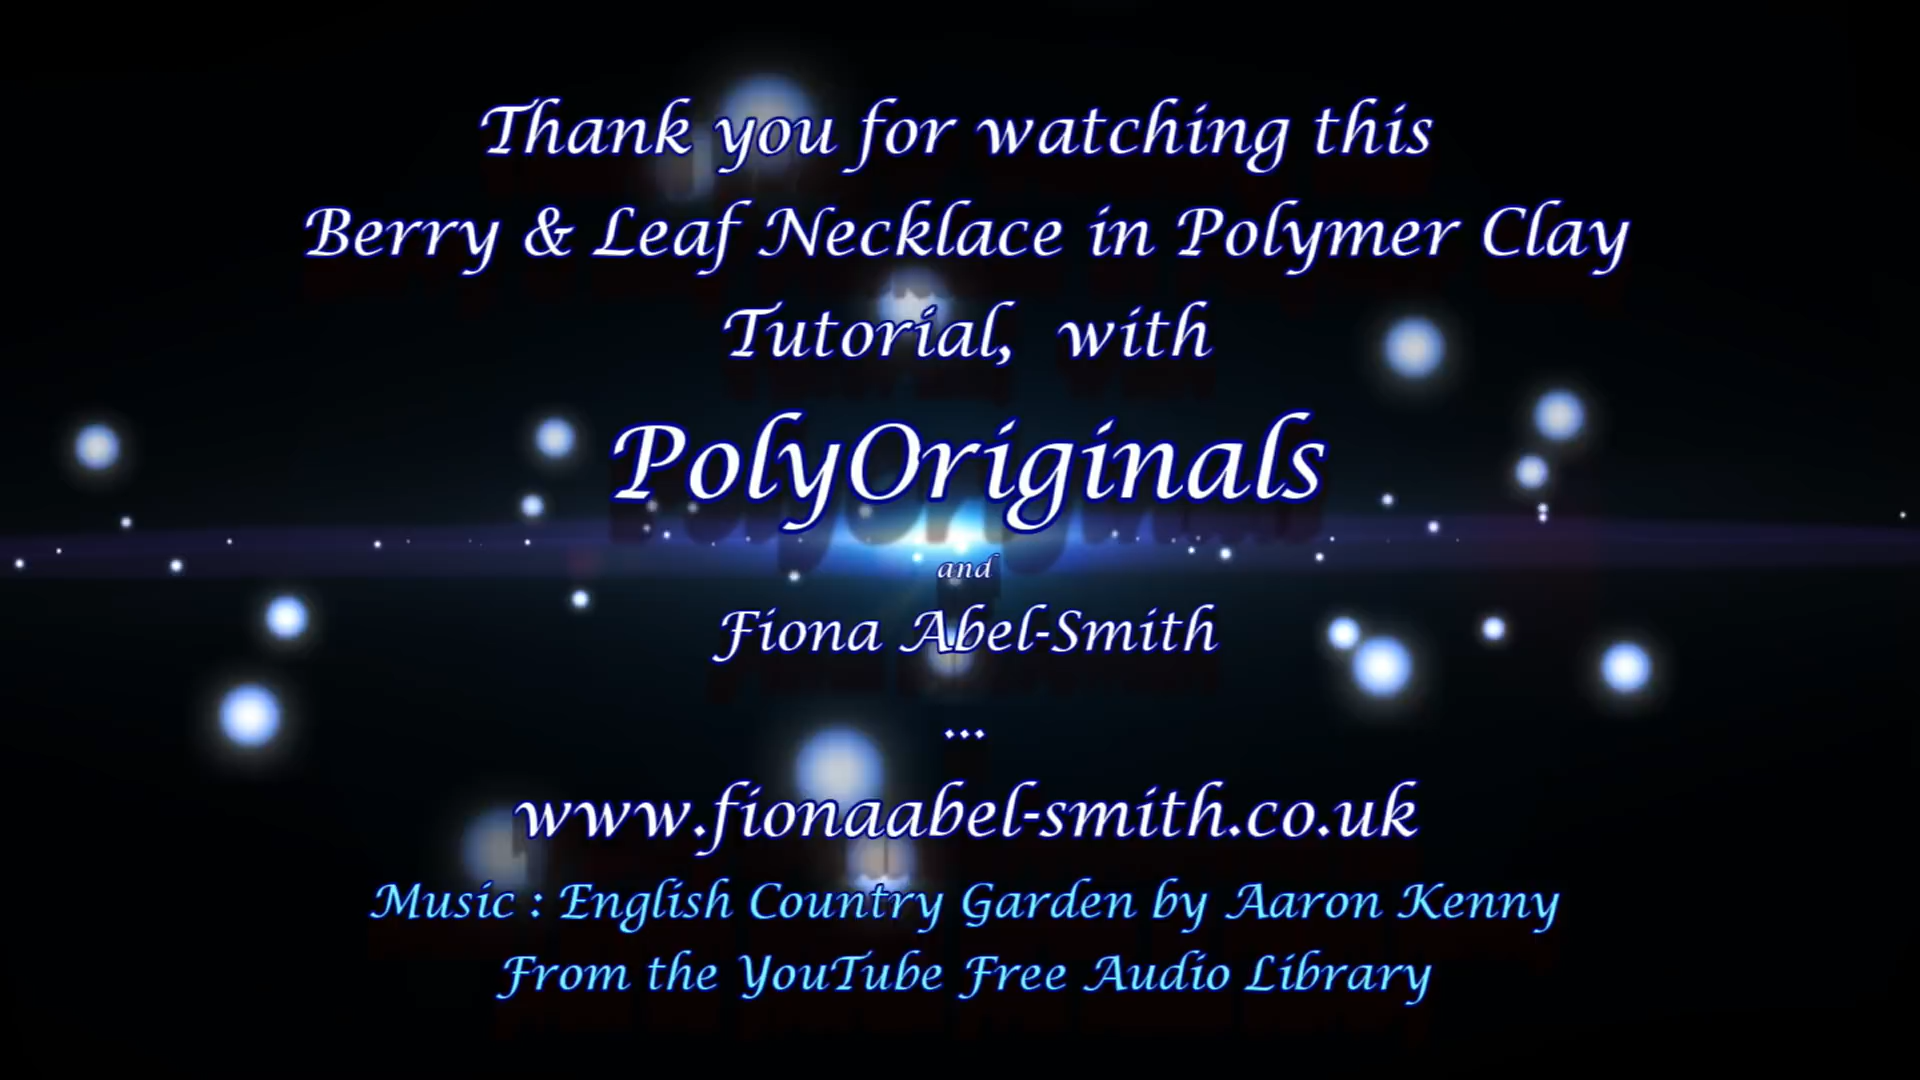 Thank you for watching this
Berry & Leaf Necklace in Polymer Clay
Tutorial, with
PolyOriginals
and
Fiona Abel-Smith
...
www.fionaabel-smith.co.uk
Music : English Country Garden by Aaron Kenny
From the YouTube Free Audio Library